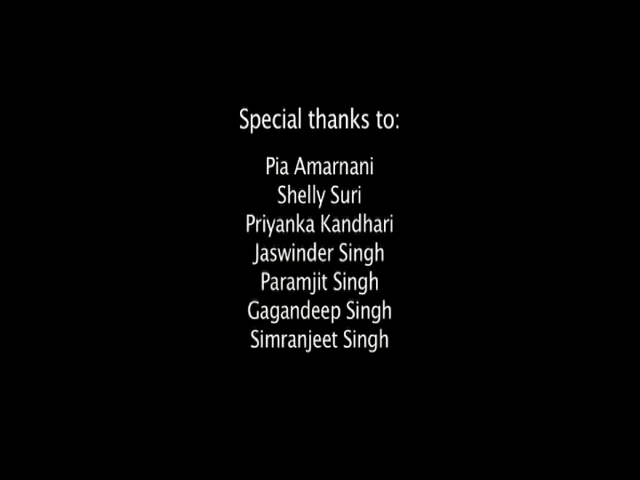 Special thanks to:
Pia Amarnani
Shelly Suri
Priyanka Kandhari
Jaswinder Singh
Paramjit Singh
Gagandeep Singh
Simranjeet Singh